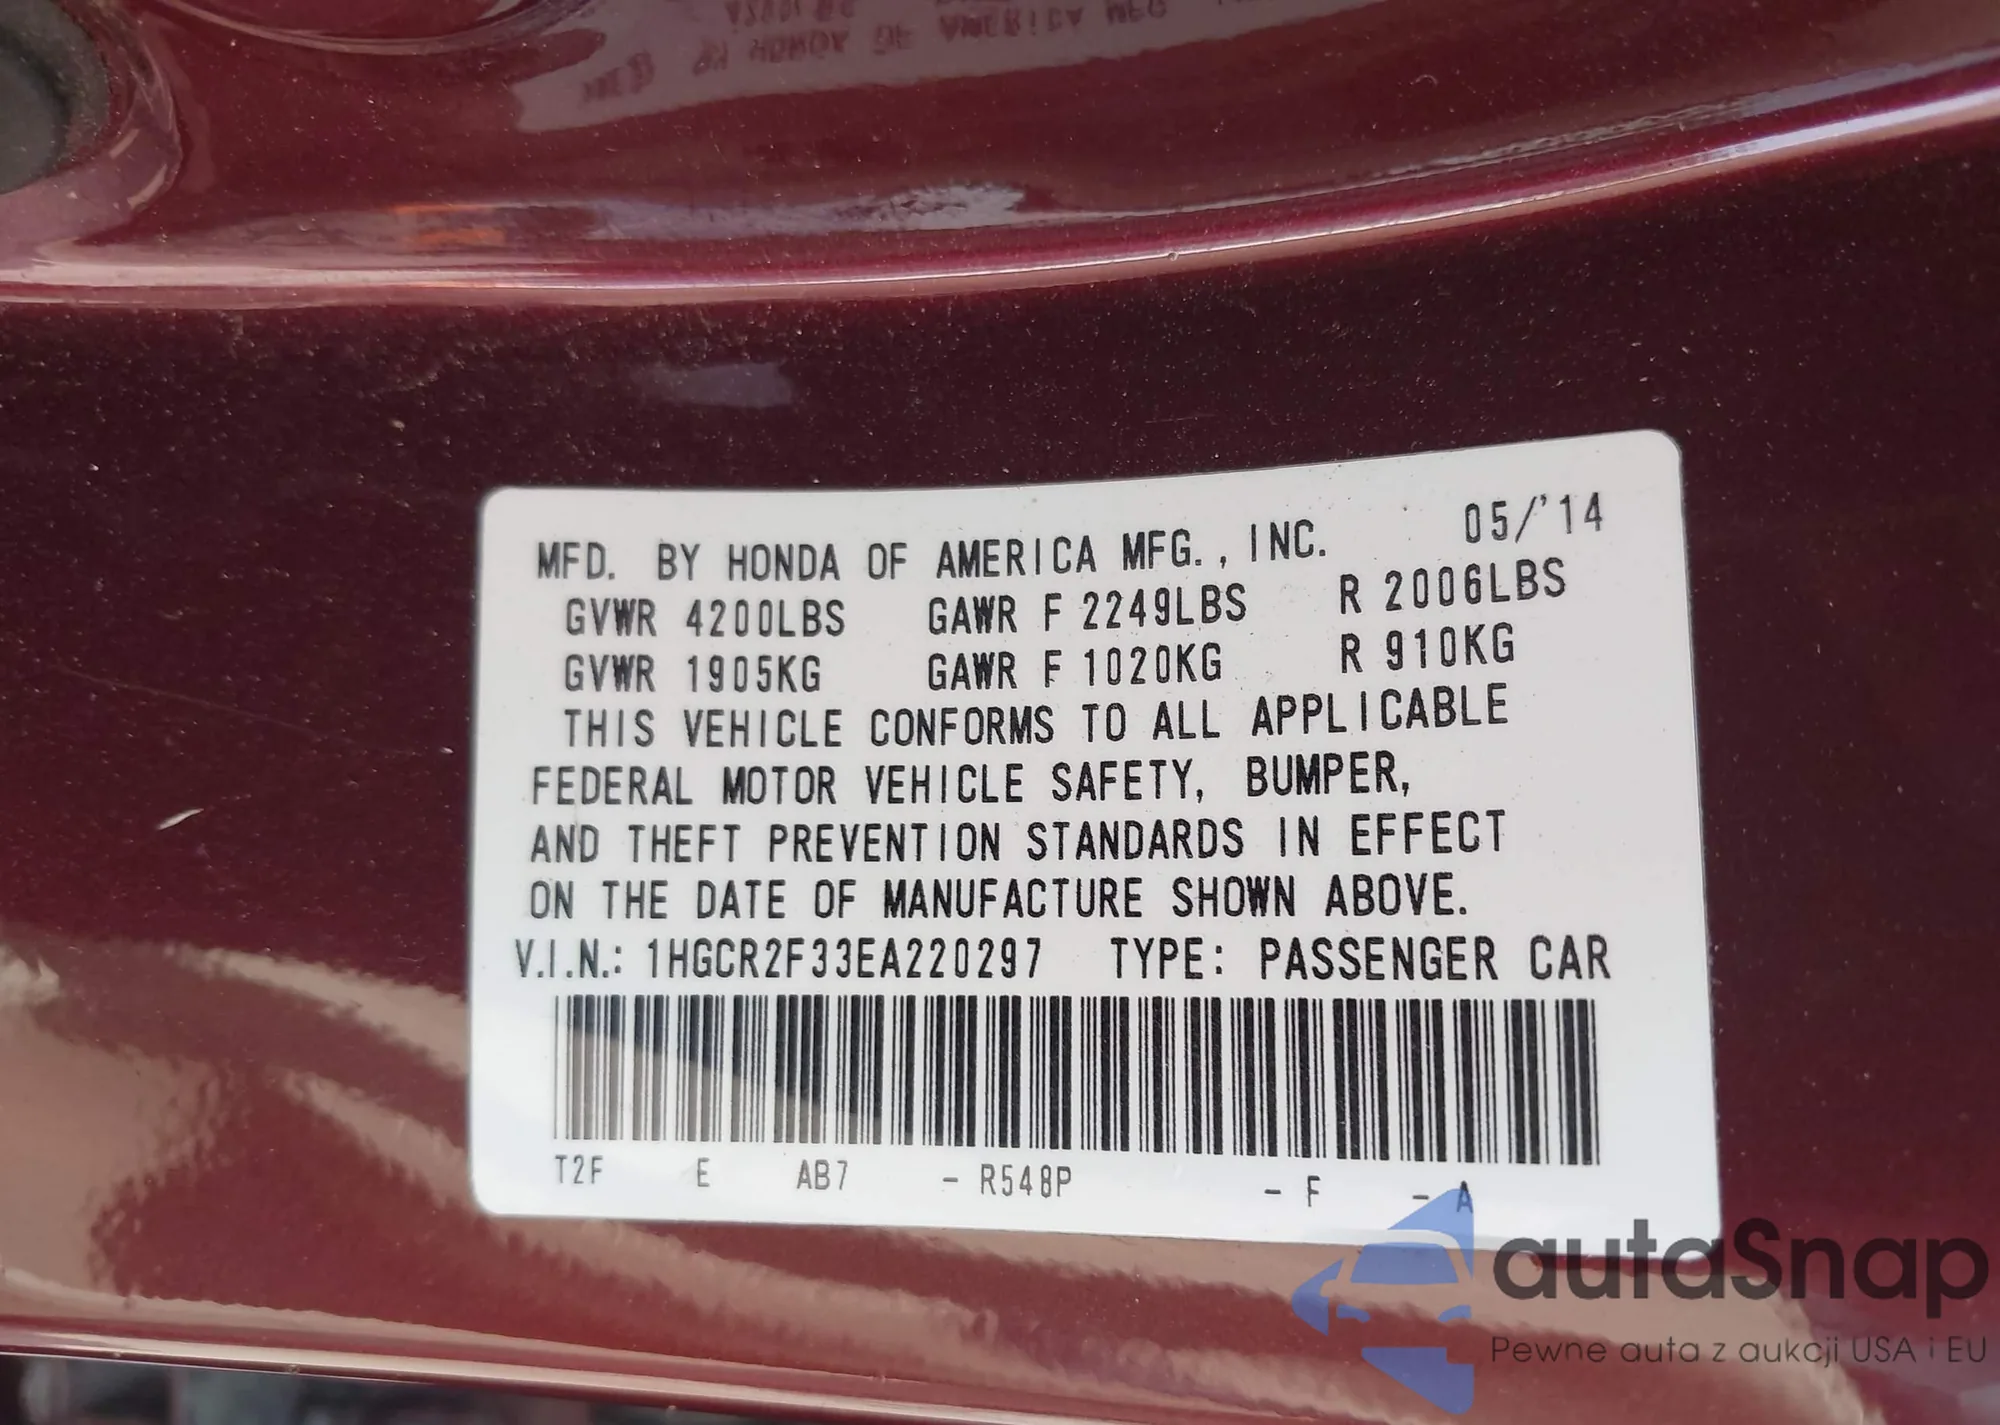 MFD. BY HONDA OF AMERICA MFG., INC. 05/'14
GVWR 4200LBS GAWR F 2249LBS R 2006LBS
GVWR 1905KG GAWR F 1020KG R 910KG
THIS VEHICLE CONFORMS TO ALL APPLICABLE
FEDERAL MOTOR VEHICLE SAFETY, BUMPER,
AND THEFT PREVENTION STANDARDS IN EFFECT
ON THE DATE OF MANUFACTURE SHOWN ABOVE.
V.I.N.: 1HGCR2F33EA220297 TYPE: PASSENGER CAR
T2F E AB7 - R548P - F - A
autaSnap
Pewne auta z aukcji USA i EU